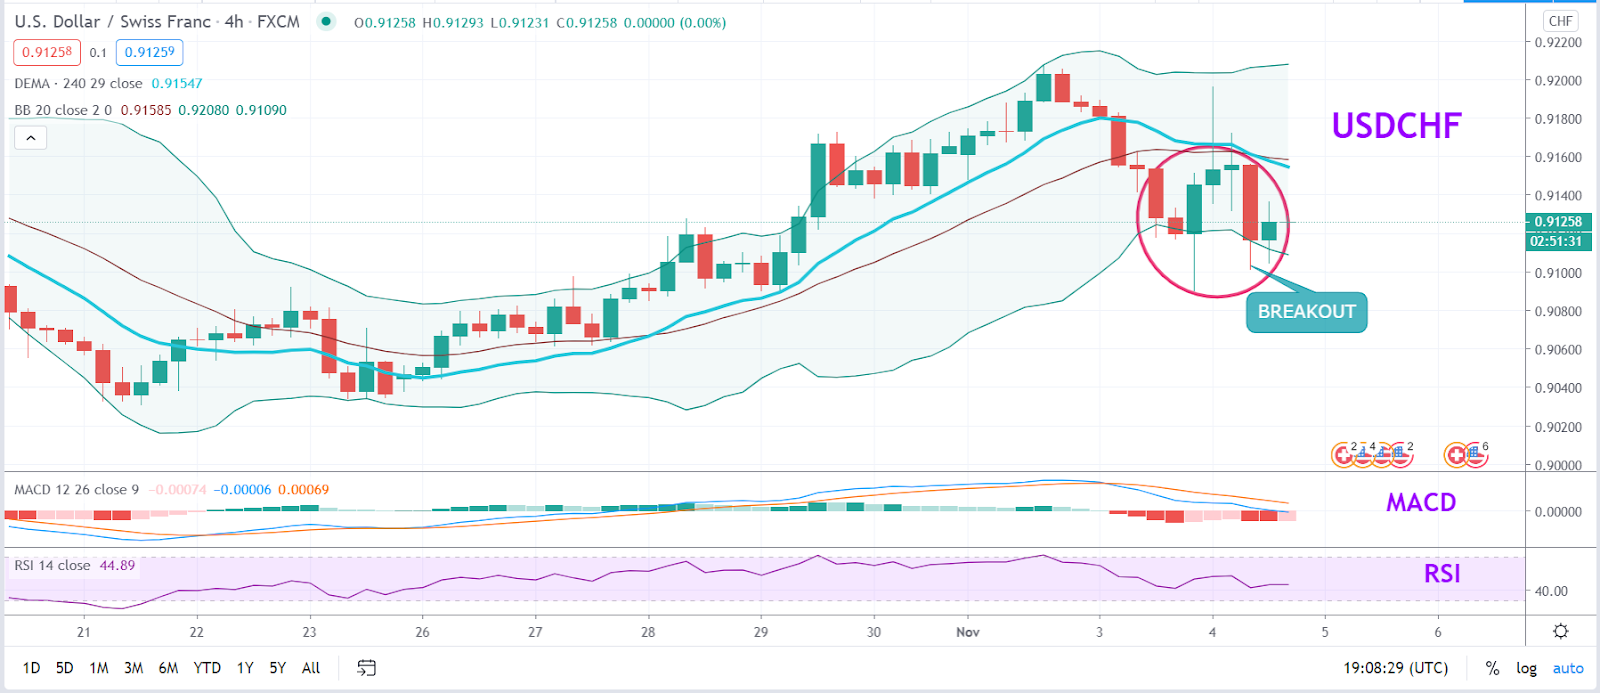 U.S. Dollar / Swiss Franc · 4h · FXCM O0.91258 H0.91293 L0.91231 C0.91258 0.00000 (0.00%)
CHF
0.91258 0.1 0.91259
DEMA · 240 29 close 0.91547
BB 20 close 2 0 0.91585 0.92080 0.91090
USDCHF
0.92200
0.92000
0.91800
0.91600
0.91400
0.91258
02:51:31
0.91000
0.90800
0.90600
0.90400
0.90200
0.90000
BREAKOUT
2 4 2 6
MACD 12 26 close 9 −0.00074 −0.00006 0.00069
MACD
0.00000
RSI 14 close 44.89
RSI
40.00
21 22 23 26 27 28 29 30 Nov 3 4 5 6
1D 5D 1M 3M 6M YTD 1Y 5Y All 19:08:29 (UTC) % log auto